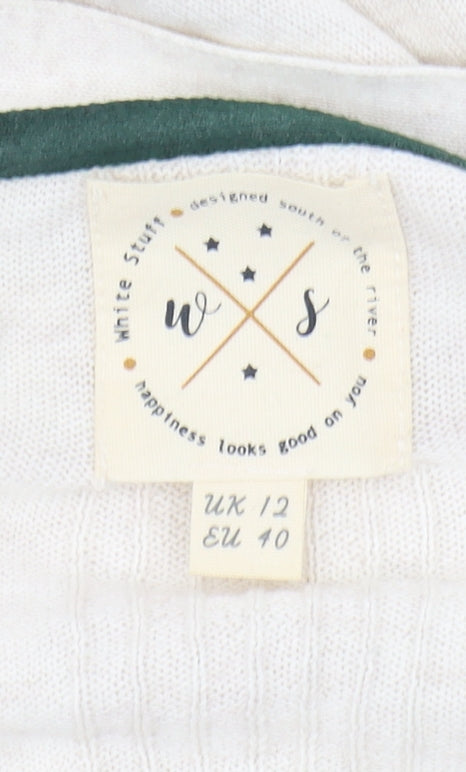 White Stuff
designed south of the river
w s
happiness looks good on you
UK 12
EU 40